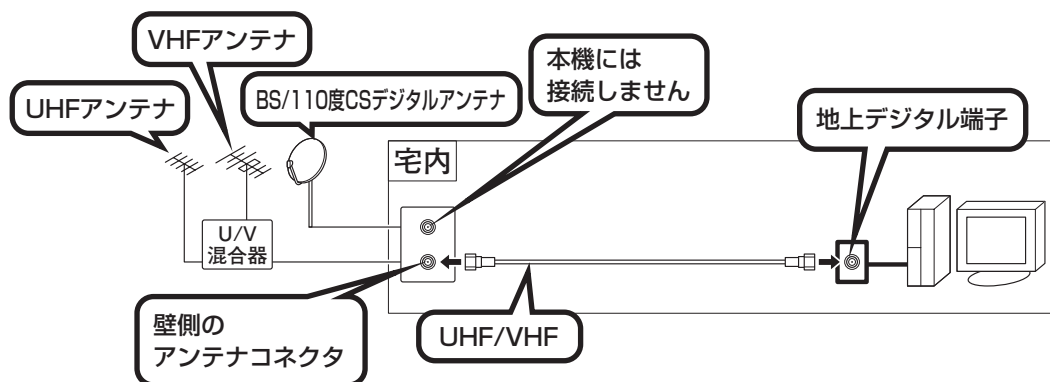 VHFアンテナ
UHFアンテナ
BS/110度CSデジタルアンテナ
本機には
接続しません
地上デジタル端子
宅内
U/V
混合器
壁側の
アンテナコネクタ
UHF/VHF